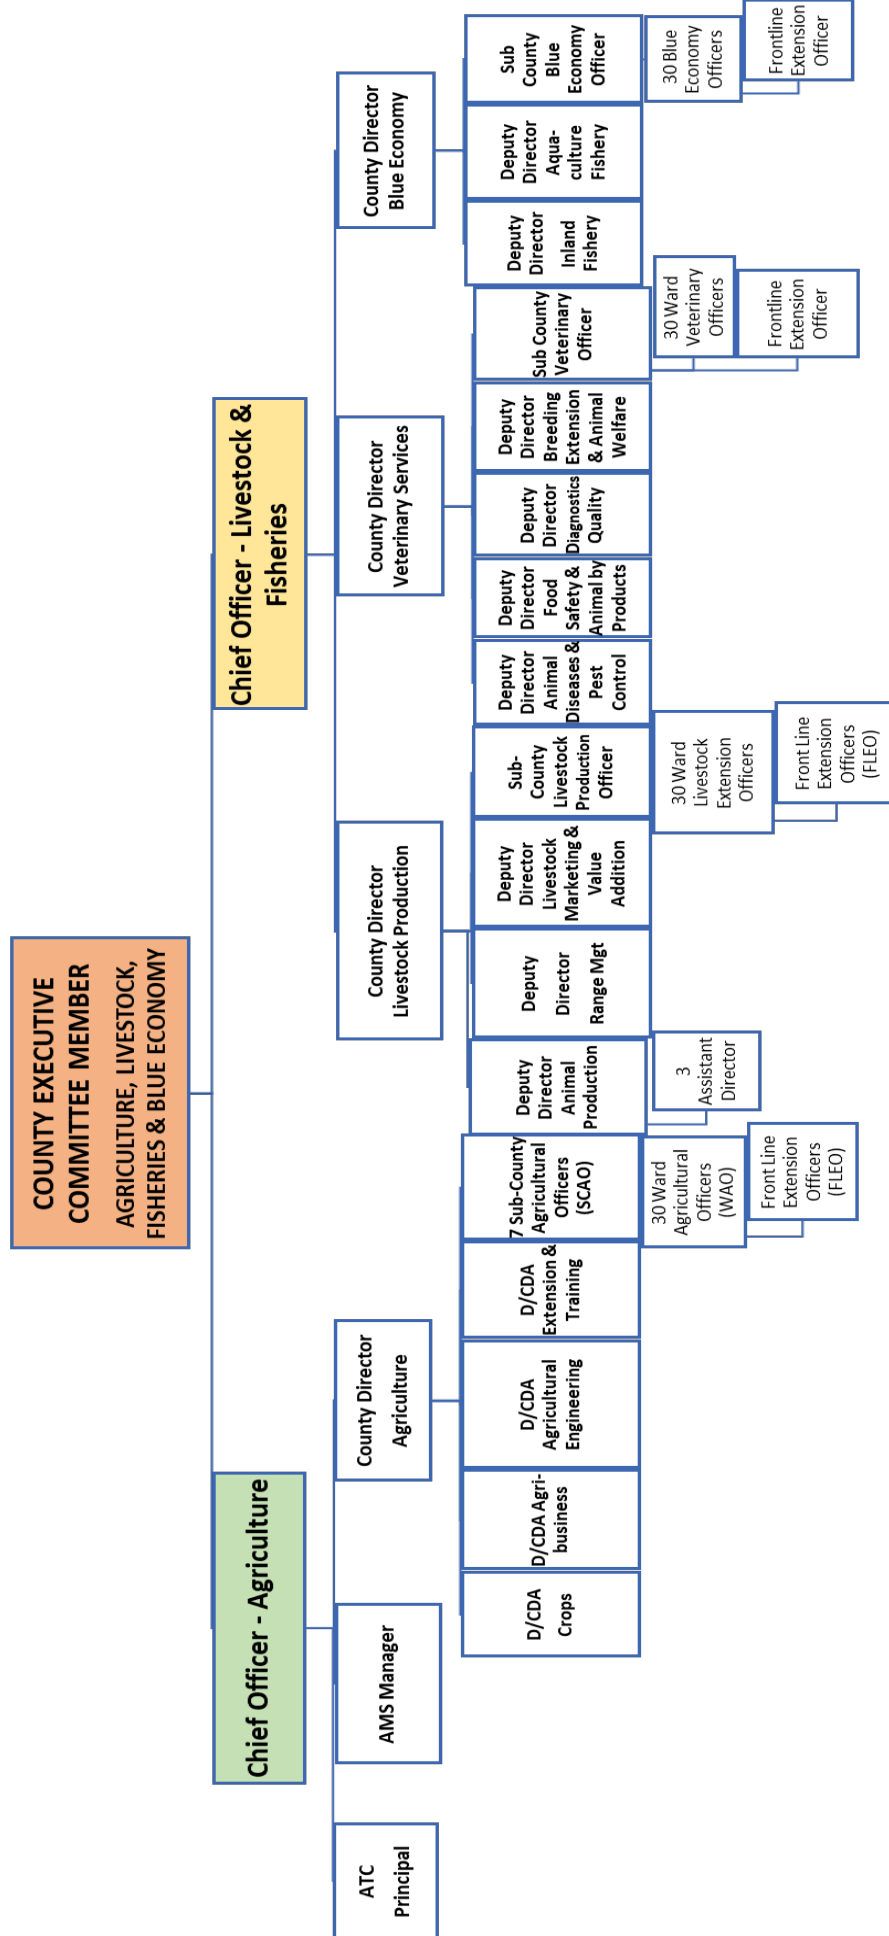 COUNTY EXECUTIVE
COMMITTEE MEMBER
AGRICULTURE, LIVESTOCK,
FISHERIES & BLUE ECONOMY
Chief Officer - Agriculture
Chief Officer - Livestock &
Fisheries
ATC
Principal
AMS Manager
County Director
Agriculture
County Director
Livestock Production
County Director
Veterinary Services
County Director
Blue Economy
D/CDA
Crops
D/CDA Agri-
business
D/CDA
Agricultural
Engineering
D/CDA
Extension &
Training
7 Sub-County
Agricultural
Officers
(SCAO)
30 Ward
Agricultural
Officers
(WAO)
Front Line
Extension
Officers
(FLEO)
Deputy
Director
Animal
Production
3
Assistant
Director
Deputy
Director
Range Mgt
Deputy
Director
Livestock
Marketing &
Value
Addition
Sub-
County
Livestock
Production
Officer
30 Ward
Livestock
Extension
Officers
Front Line
Extension
Officers
(FLEO)
Deputy
Director
Animal
Diseases &
Pest
Control
Deputy
Director
Food
Safety &
Animal by
Products
Deputy
Director
Diagnostics
Quality
Deputy
Director
Breeding
Extension
& Animal
Welfare
Sub County
Veterinary
Officer
30 Ward
Veterinary
Officers
Frontline
Extension
Officer
Deputy
Director
Inland
Fishery
Deputy
Director
Aqua-
culture
Fishery
Sub
County
Blue
Economy
Officer
30 Blue
Economy
Officers
Frontline
Extension
Officer